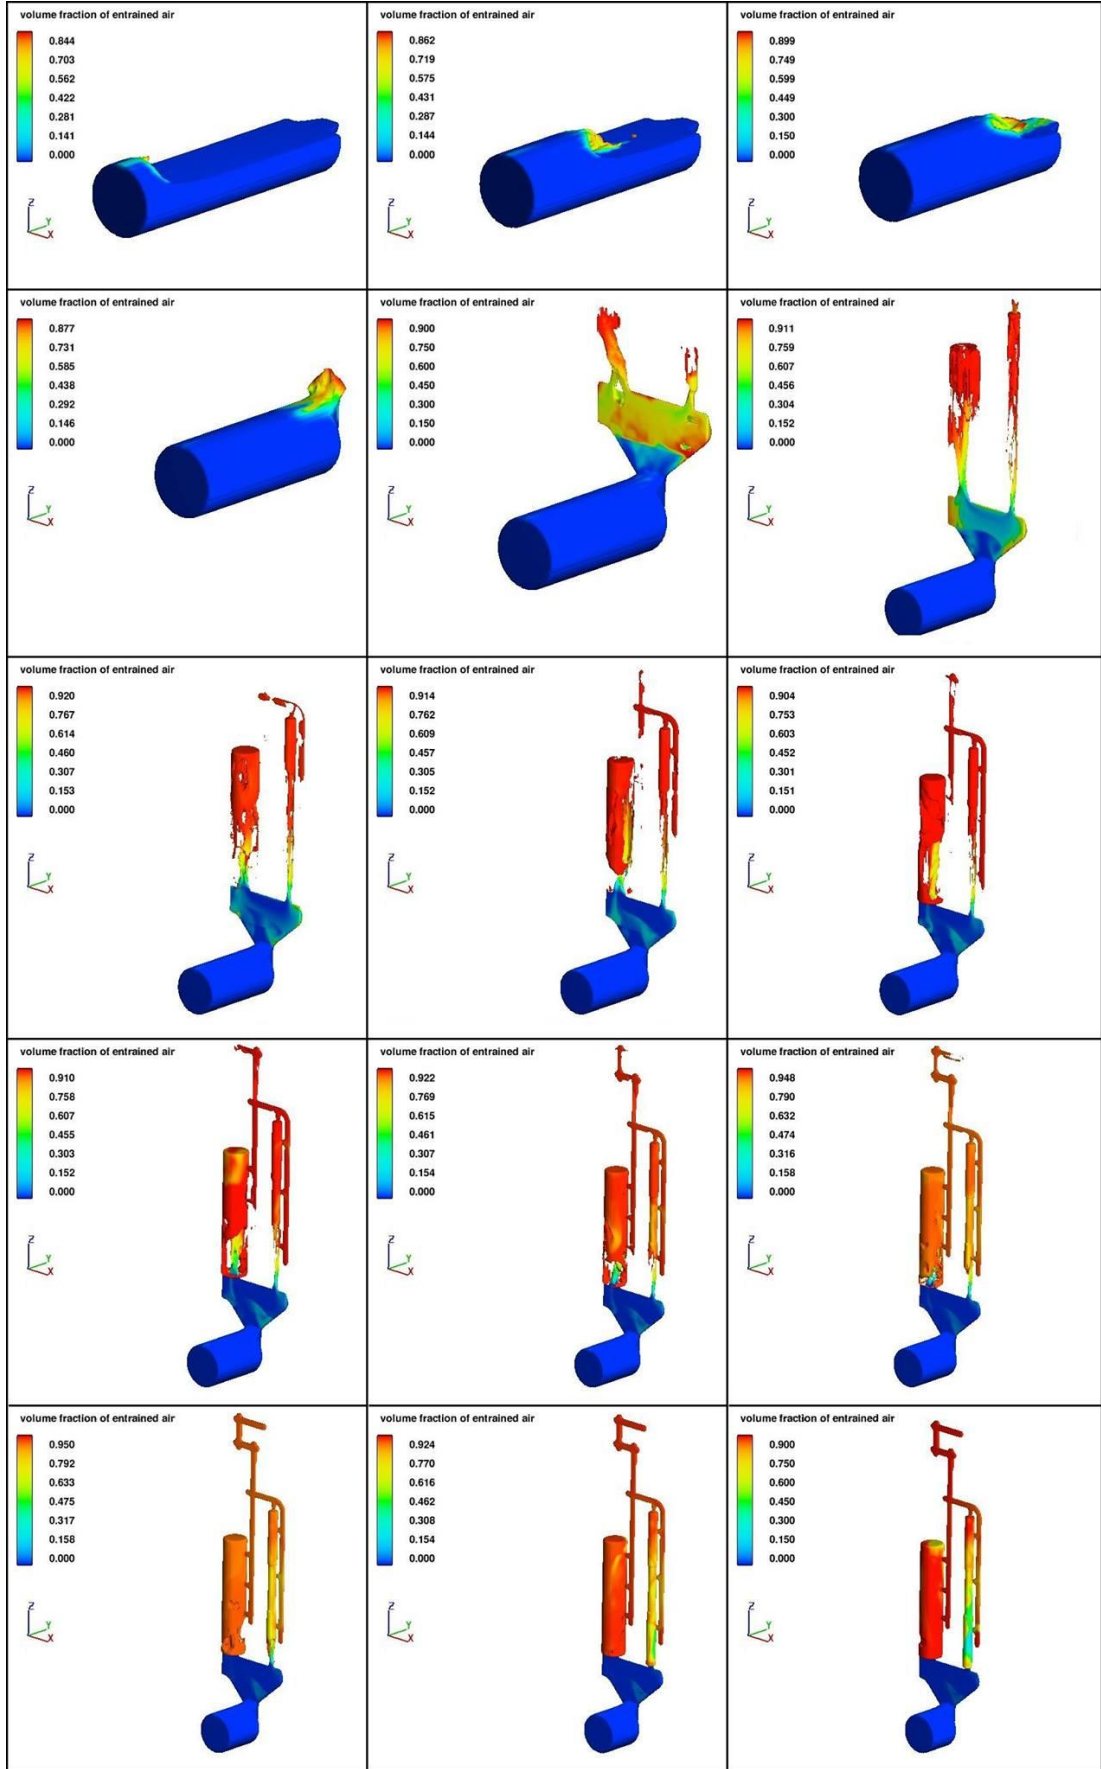 volume fraction of entrained air
0.844
0.703
0.562
0.422
0.281
0.141
0.000
Z
Y
X
volume fraction of entrained air
0.862
0.719
0.575
0.431
0.287
0.144
0.000
Z
Y
X
volume fraction of entrained air
0.899
0.749
0.599
0.449
0.300
0.150
0.000
Z
Y
X
volume fraction of entrained air
0.877
0.731
0.585
0.438
0.292
0.146
0.000
Z
Y
X
volume fraction of entrained air
0.900
0.750
0.600
0.450
0.300
0.150
0.000
Z
Y
X
volume fraction of entrained air
0.911
0.759
0.607
0.456
0.304
0.152
0.000
Z
Y
X
volume fraction of entrained air
0.920
0.767
0.614
0.460
0.307
0.153
0.000
Z
Y
X
volume fraction of entrained air
0.914
0.762
0.609
0.457
0.305
0.152
0.000
Z
Y
X
volume fraction of entrained air
0.904
0.753
0.603
0.452
0.301
0.151
0.000
Z
Y
X
volume fraction of entrained air
0.910
0.758
0.607
0.455
0.303
0.152
0.000
Z
Y
X
volume fraction of entrained air
0.922
0.769
0.615
0.461
0.307
0.154
0.000
Z
Y
X
volume fraction of entrained air
0.948
0.790
0.632
0.474
0.316
0.158
0.000
Z
Y
X
volume fraction of entrained air
0.950
0.792
0.633
0.475
0.317
0.158
0.000
Z
Y
X
volume fraction of entrained air
0.924
0.770
0.616
0.462
0.308
0.154
0.000
Z
Y
X
volume fraction of entrained air
0.900
0.750
0.600
0.450
0.300
0.150
0.000
Z
Y
X